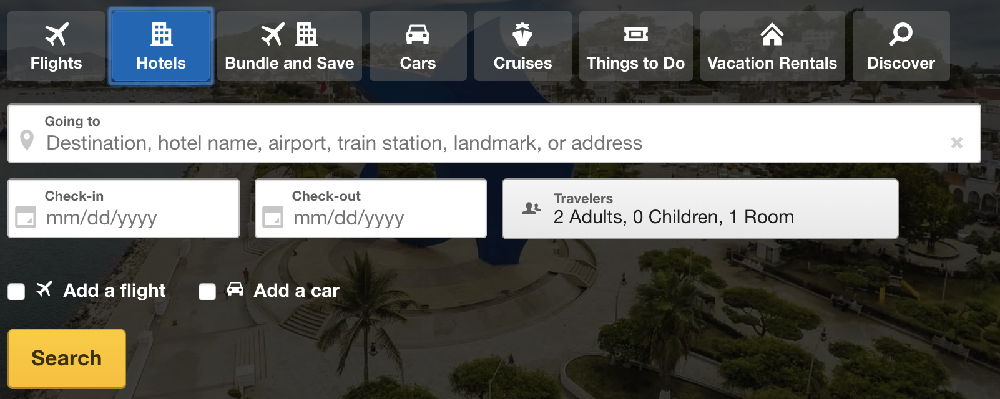 Flights
Hotels
Bundle and Save
Cars
Cruises
Things to Do
Vacation Rentals
Discover
Going to
Destination, hotel name, airport, train station, landmark, or address
Check-in
mm/dd/yyyy
Check-out
mm/dd/yyyy
Travelers
2 Adults, 0 Children, 1 Room
Add a flight
Add a car
Search